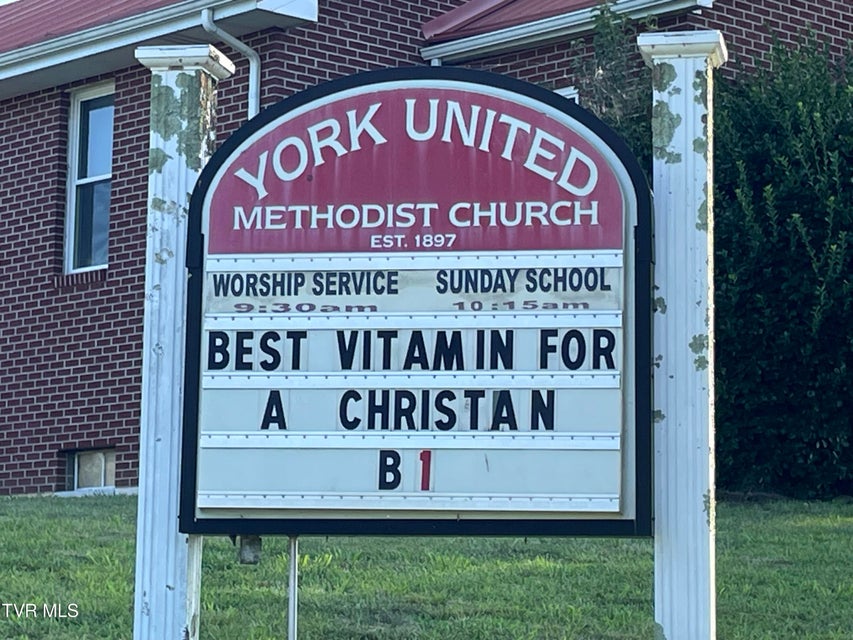 YORK UNITED
METHODIST CHURCH
EST. 1897
WORSHIP SERVICE SUNDAY SCHOOL
9:30am 10:15am
BEST VITAMIN FOR
A CHRISTAN
B1
TVR MLS